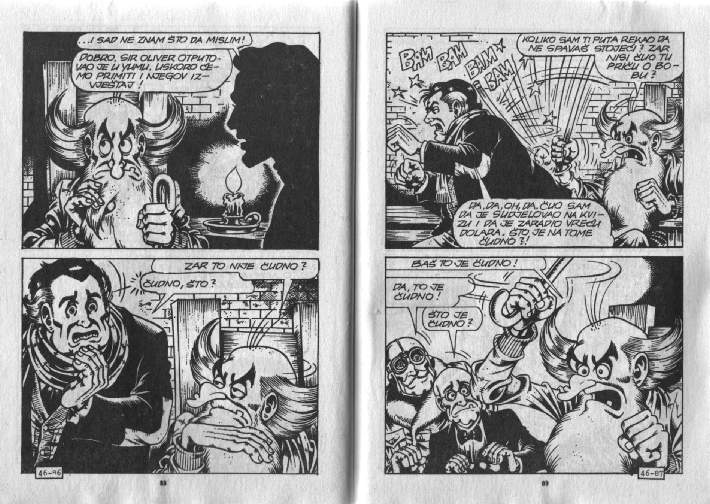 ...I SAD NE ZNAM ŠTO DA MISLIM!
DOBRO, SIR OLIVER OTPUTO-
VAO JE U YUMU. USKORO ĆE-
MO PRIMITI I NJEGOV IZ-
VJEŠTAJ!
ZAR TO NIJE ČUDNO?
ČUDNO, ŠTO?
46-96
BAM
BAM
BAM
BAM
KOLIKO SAM TI PUTA REKAO DA
NE SPAVAŠ STOJEĆI? ZAR
NISI ČUO TU
PRIČU O BO-
BU?
DA, DA, OH, DA. ČUO SAM
DA JE SUDJELOVAO NA KVI-
ZU I DA JE ZARADIO VREĆU
DOLARA. ŠTO JE NA TOME
ČUDNO?!
BAŠ TO JE ČUDNO!
DA, TO JE
ČUDNO!
ŠTO JE
ČUDNO?
46-87